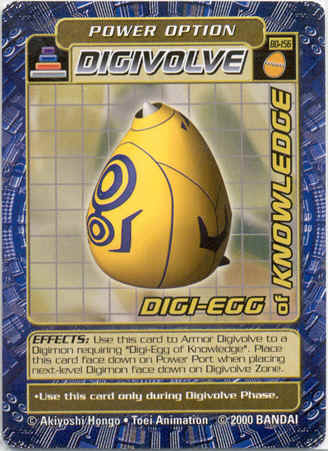 POWER OPTION
BO-156
DIGIVOLVE
DIGI-EGG of KNOWLEDGE
EFFECTS: Use this card to Armor Digivolve to a
Digimon requiring "Digi-Egg of Knowledge". Place
this card face down on Power Port when placing
next-level Digimon face down on Digivolve Zone.
•Use this card only during Digivolve Phase.
© Akiyoshi Hongo • Toei Animation © 2000 BANDAI